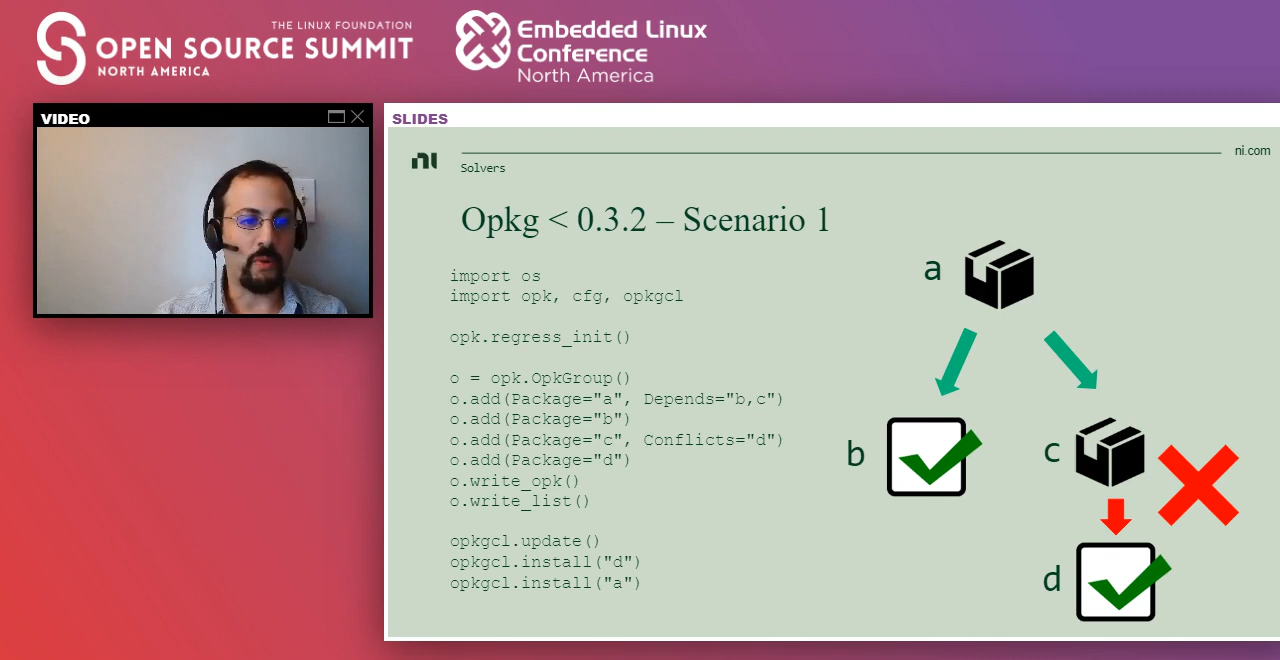 THE LINUX FOUNDATION
OPEN SOURCE SUMMIT
NORTH AMERICA
Embedded Linux
Conference
North America
VIDEO
SLIDES
ni
ni.com
Solvers
Opkg < 0.3.2 – Scenario 1
import os
import opk, cfg, opkgcl
opk.regress_init()
o = opk.OpkGroup()
o.add(Package="a", Depends="b,c")
o.add(Package="b")
o.add(Package="c", Conflicts="d")
o.add(Package="d")
o.write_opk()
o.write_list()
opkgcl.update()
opkgcl.install("d")
opkgcl.install("a")
a
b
c
d